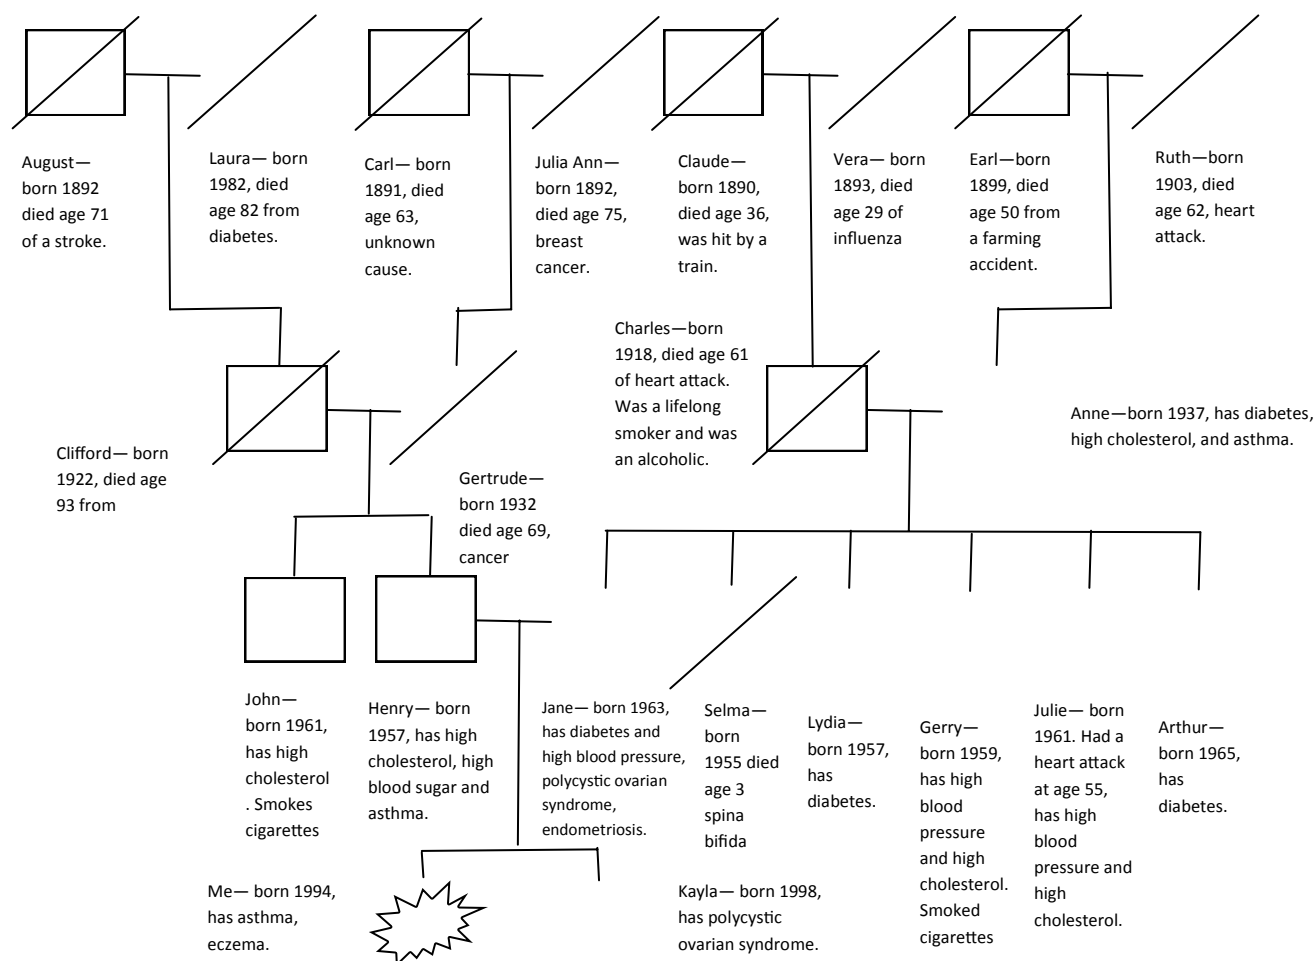 August—
born 1892
died age 71
of a stroke.
Laura— born
1982, died
age 82 from
diabetes.
Carl— born
1891, died
age 63,
unknown
cause.
Julia Ann—
born 1892,
died age 75,
breast
cancer.
Claude—
born 1890,
died age 36,
was hit by a
train.
Vera— born
1893, died
age 29 of
influenza
Earl—born
1899, died
age 50 from
a farming
accident.
Ruth—born
1903, died
age 62, heart
attack.
Clifford— born
1922, died age
93 from
Gertrude—
born 1932
died age 69,
cancer
Charles—born
1918, died age 61
of heart attack.
Was a lifelong
smoker and was
an alcoholic.
Anne—born 1937, has diabetes,
high cholesterol, and asthma.
John—
born 1961,
has high
cholesterol
. Smokes
cigarettes
Henry— born
1957, has high
cholesterol, high
blood sugar and
asthma.
Jane— born 1963,
has diabetes and
high blood pressure,
polycystic ovarian
syndrome,
endometriosis.
Selma—
born
1955 died
age 3
spina
bifida
Lydia—
born 1957,
has
diabetes.
Gerry—
born 1959,
has high
blood
pressure
and high
cholesterol.
Smoked
cigarettes
Julie— born
1961. Had a
heart attack
at age 55,
has high
blood
pressure and
high
cholesterol.
Arthur—
born 1965,
has
diabetes.
Me— born 1994,
has asthma,
eczema.
Kayla— born 1998,
has polycystic
ovarian syndrome.